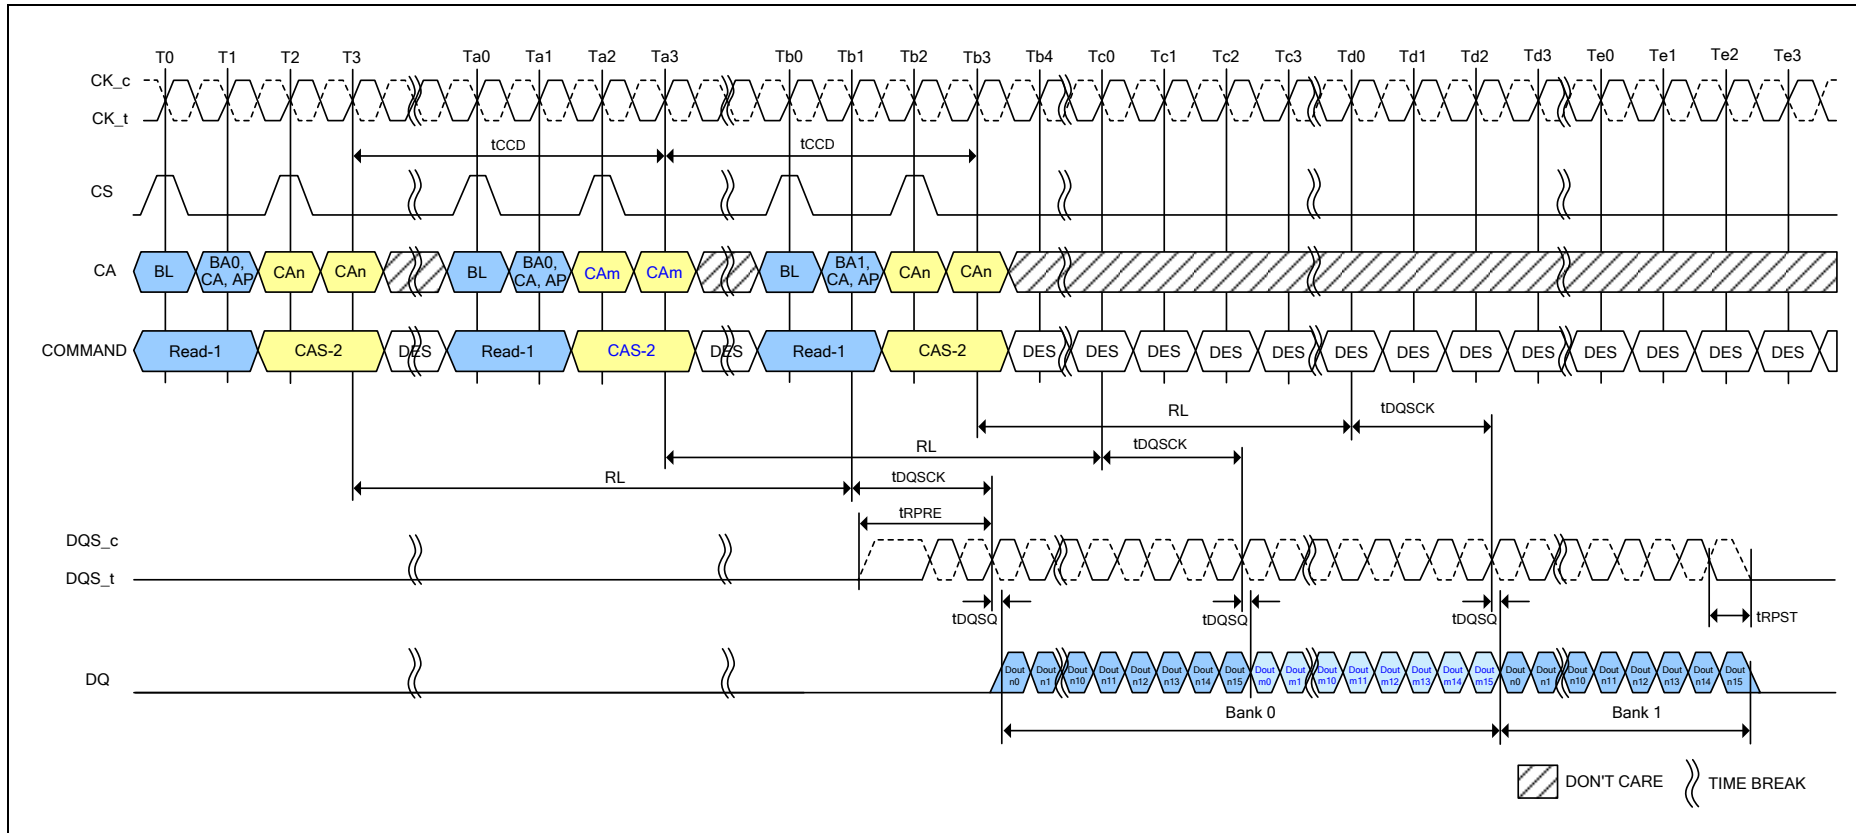 T0 T1 T2 T3 Ta0 Ta1 Ta2 Ta3 Tb0 Tb1 Tb2 Tb3 Tb4 Tc0 Tc1 Tc2 Tc3 Td0 Td1 Td2 Td3 Te0 Te1 Te2 Te3
CK_c
CK_t
tCCD tCCD
CS
CA BL BA0, CA, AP CAn CAn BL BA0, CA, AP CAm CAm BL BA1, CA, AP CAn CAn
COMMAND Read-1 CAS-2 DES Read-1 CAS-2 DES Read-1 CAS-2 DES DES DES DES DES DES DES DES DES DES DES DES DES
RL tDQSCK
RL tDQSCK
RL tDQSCK
tRPRE
DQS_c
DQS_t
tDQSQ tDQSQ tDQSQ tRPST
DQ Dout n0 Dout n1 Dout n10 Dout n11 Dout n12 Dout n13 Dout n14 Dout n15 Dout m0 Dout m1 Dout m10 Dout m11 Dout m12 Dout m13 Dout m14 Dout m15 Dout n0 Dout n1 Dout n10 Dout n11 Dout n12 Dout n13 Dout n14 Dout n15
Bank 0 Bank 1
DON'T CARE TIME BREAK